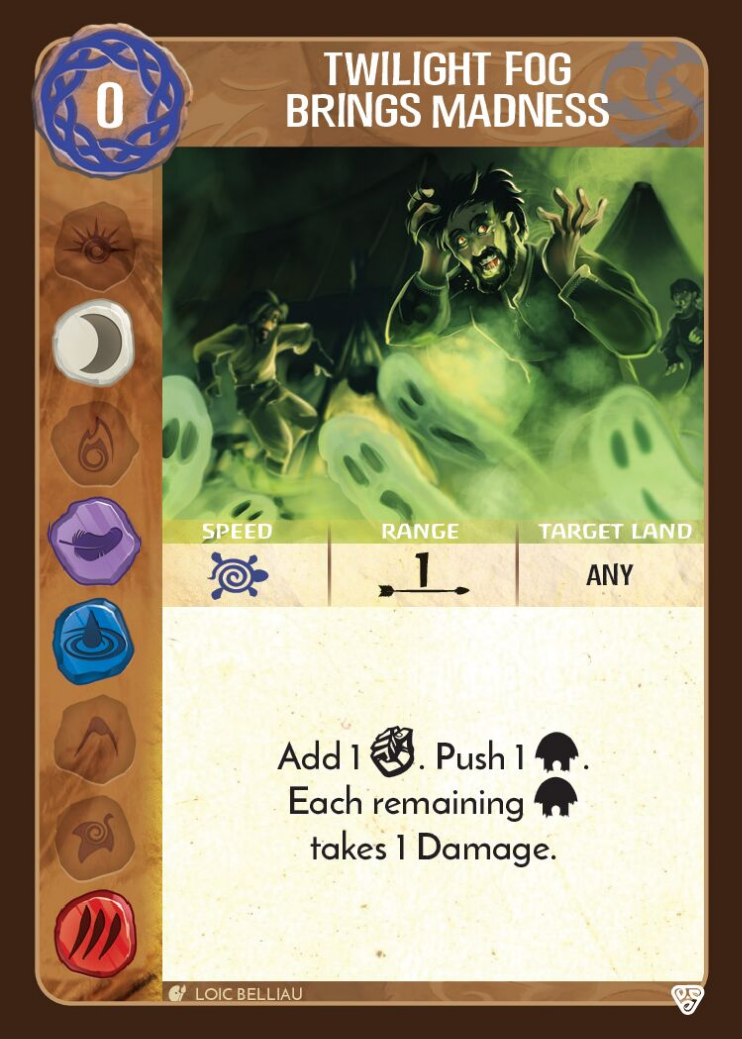 0
TWILIGHT FOG
BRINGS MADNESS
SPEED RANGE TARGET LAND
1 ANY
Add 1 . Push 1 .
Each remaining
takes 1 Damage.
LOIC BELLIAU